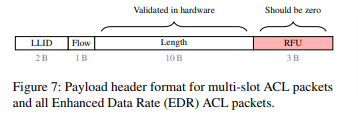 Validated in hardware Should be zero
LLID Flow Length RFU
2 B 1 B 10 B 3 B
Figure 7: Payload header format for multi-slot ACL packets
and all Enhanced Data Rate (EDR) ACL packets.